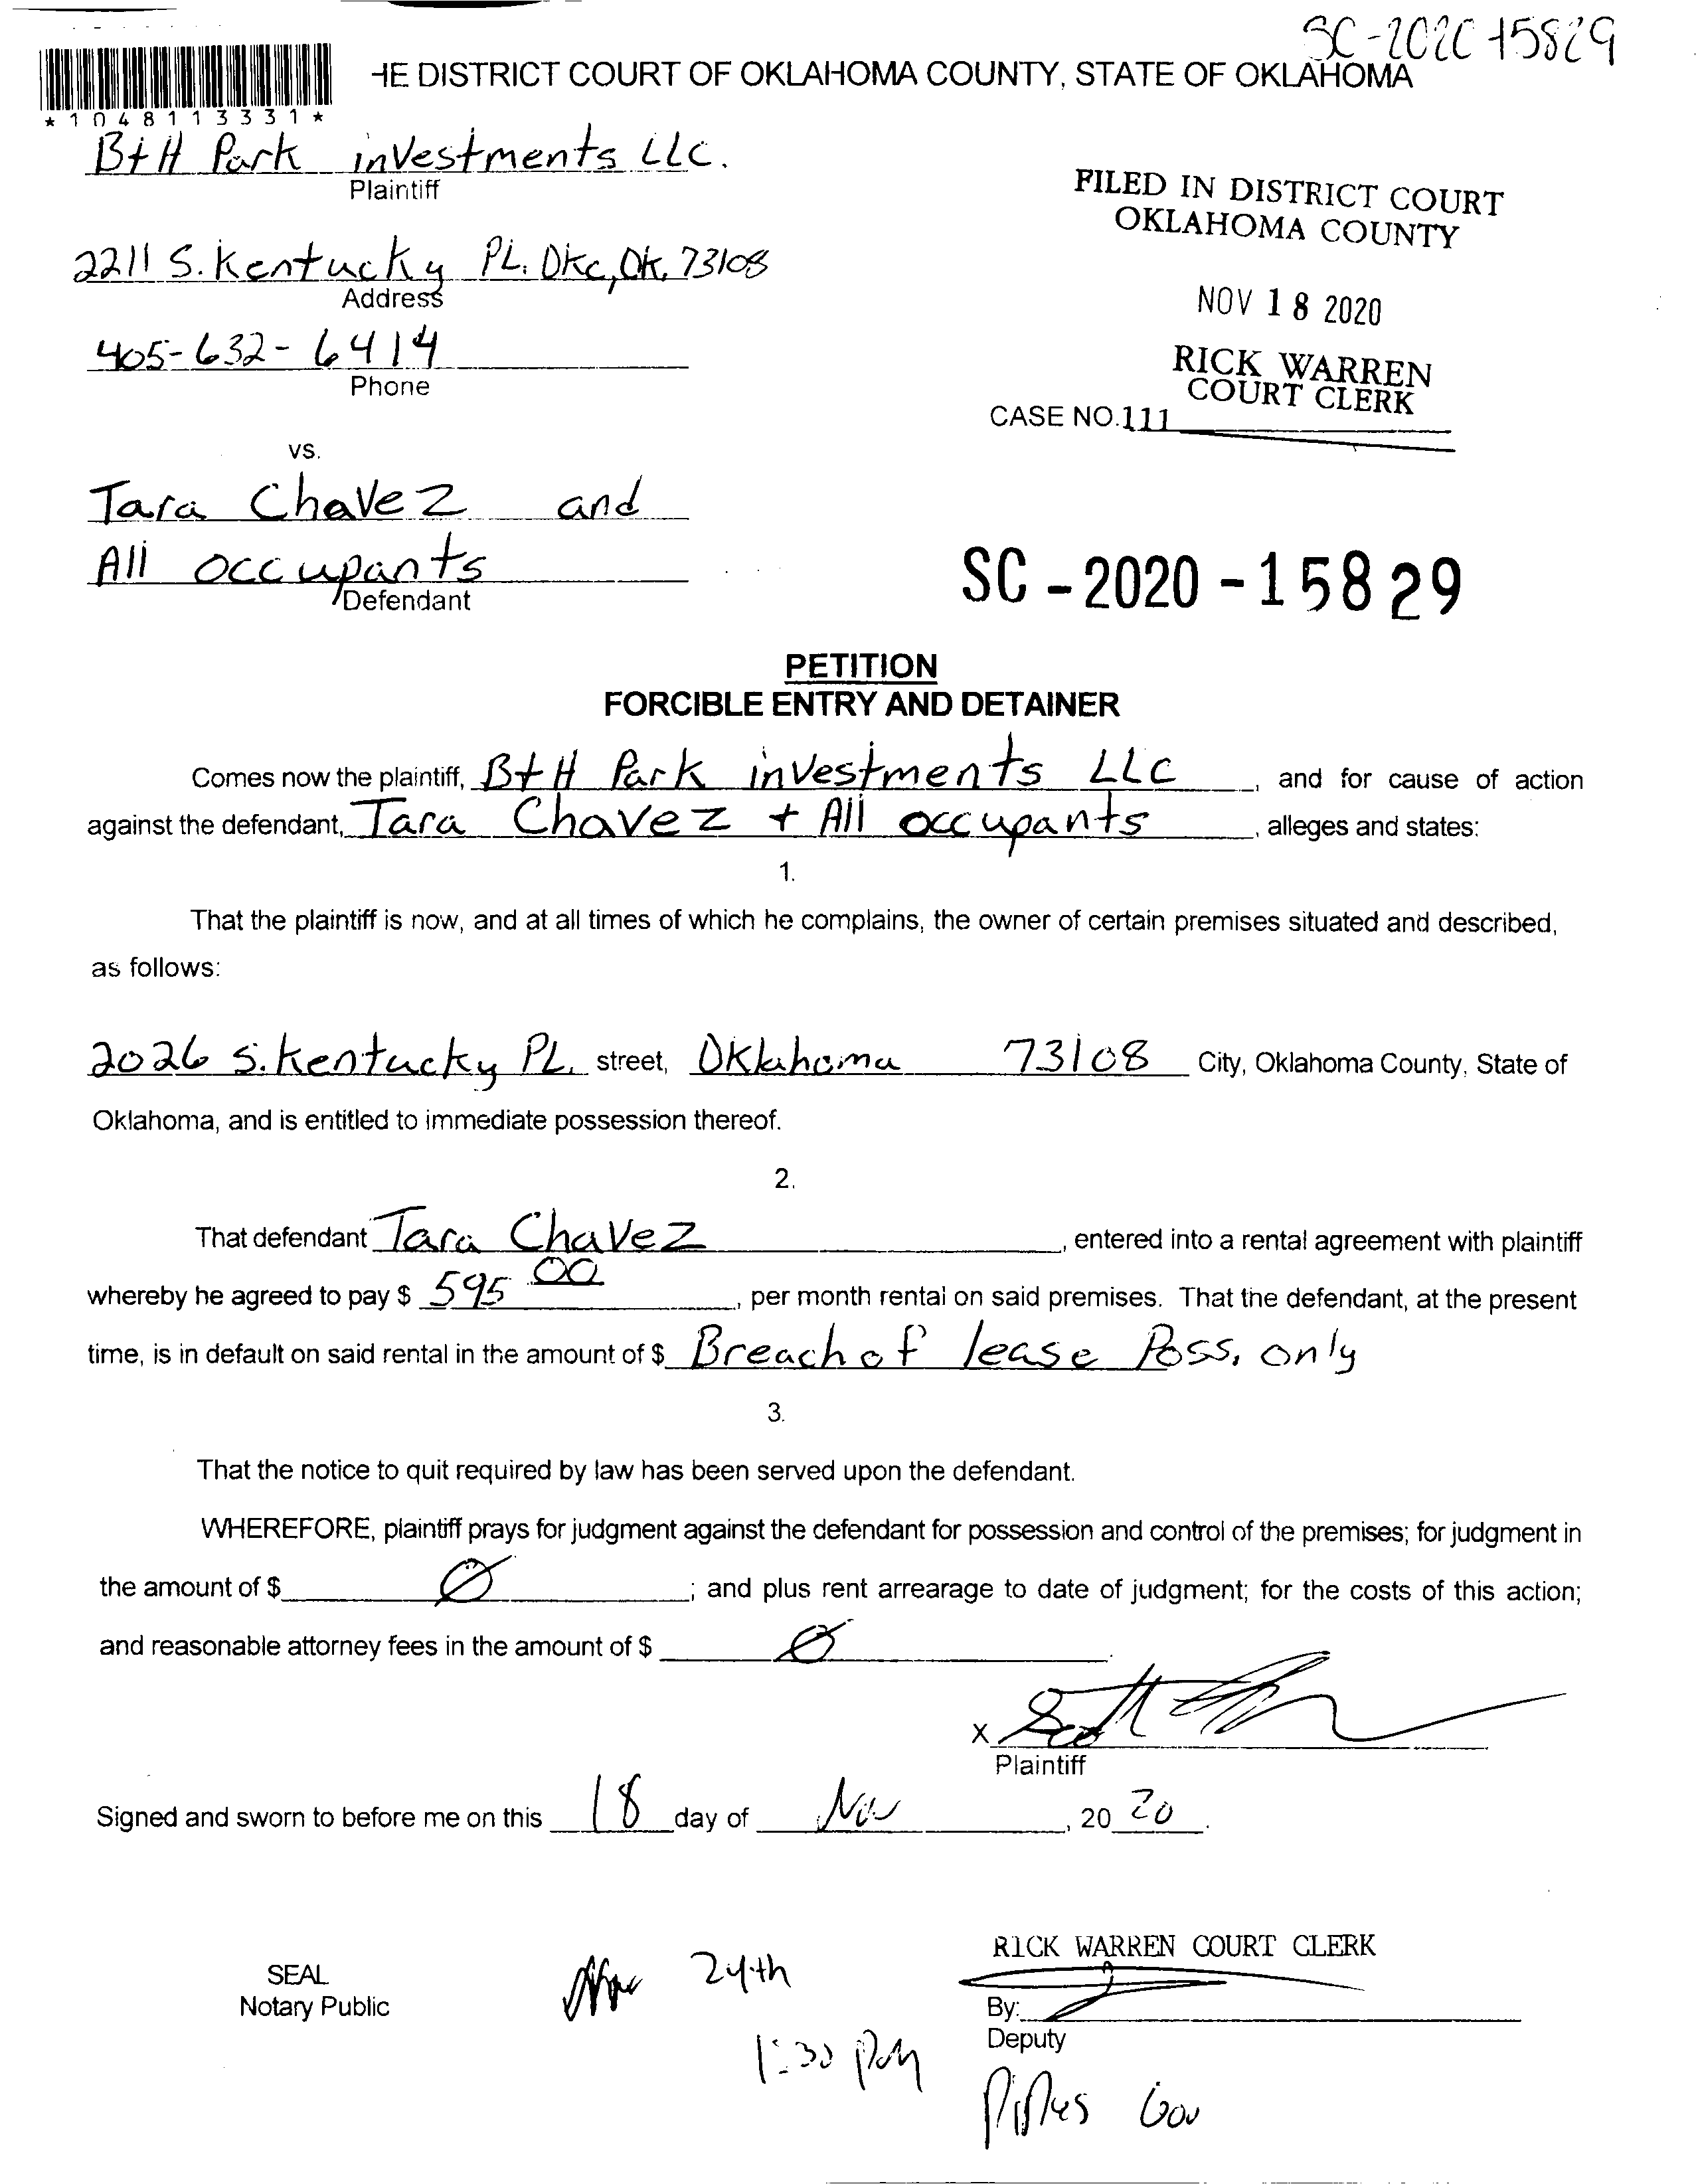 SC-2020-15829
HE DISTRICT COURT OF OKLAHOMA COUNTY, STATE OF OKLAHOMA
* 1 0 4 8 1 1 3 3 3 1 *
B+H Park investments LLC.
Plaintiff
FILED IN DISTRICT COURT
OKLAHOMA COUNTY
2211 S. Kentucky PL. Okc, Ok. 73108
Address
NOV 18 2020
405-632-6414
Phone
RICK WARREN
COURT CLERK
CASE NO.111
vs.
Tara Chavez and
All occupants
Defendant
SC-2020-15829
PETITION
FORCIBLE ENTRY AND DETAINER
Comes now the plaintiff, B+H Park investments LLC, and for cause of action
against the defendant, Tara Chavez + All occupants, alleges and states:
1.
That the plaintiff is now, and at all times of which he complains, the owner of certain premises situated and described,
as follows:
2026 S. Kentucky PL. street, Oklahoma 73108 City, Oklahoma County, State of
Oklahoma, and is entitled to immediate possession thereof.
2.
That defendant Tara Chavez, entered into a rental agreement with plaintiff
whereby he agreed to pay $ 595 00, per month rental on said premises. That the defendant, at the present
time, is in default on said rental in the amount of $ Breach of lease Poss. only
3.
That the notice to quit required by law has been served upon the defendant.
WHEREFORE, plaintiff prays for judgment against the defendant for possession and control of the premises; for judgment in
the amount of $ Ø; and plus rent arrearage to date of judgment; for the costs of this action;
and reasonable attorney fees in the amount of $ Ø.
X
Plaintiff
Signed and sworn to before me on this 18 day of Nov, 20 20.
RICK WARREN COURT CLERK
SEAL
Notary Public
24th
By:
Deputy
1:30 PM